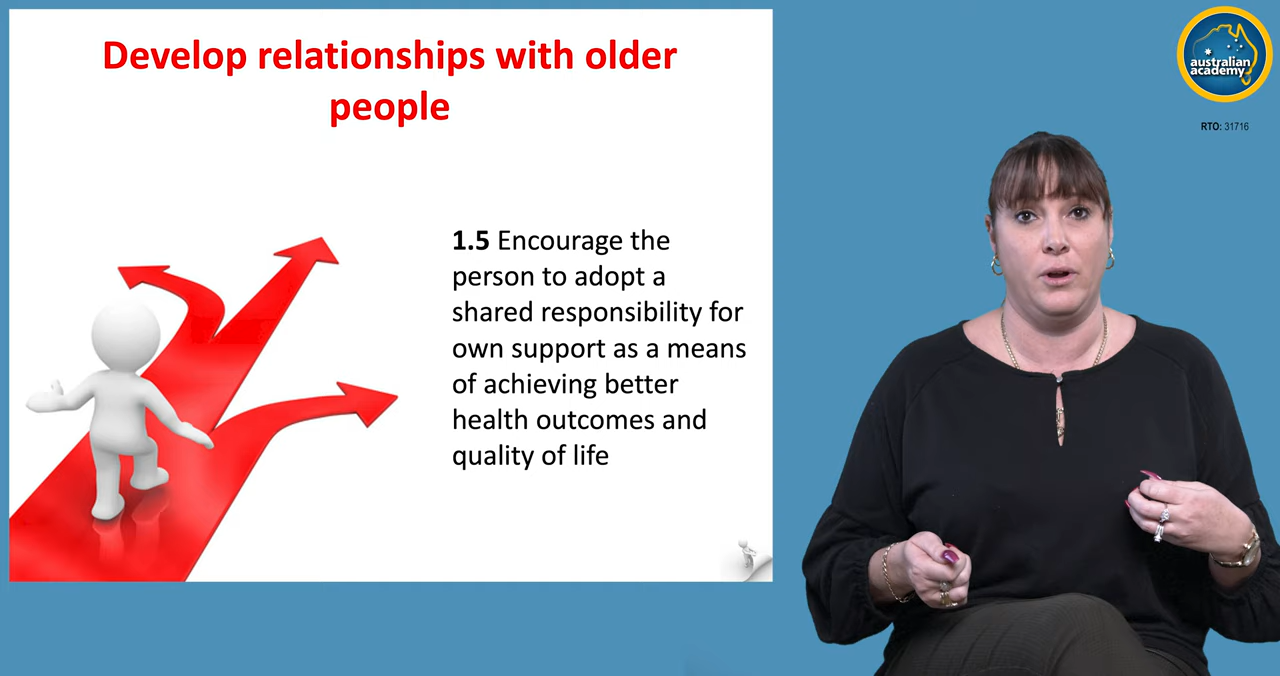 Develop relationships with older
people
1.5 Encourage the
person to adopt a
shared responsibility for
own support as a means
of achieving better
health outcomes and
quality of life
australian
academy
RTO: 31716